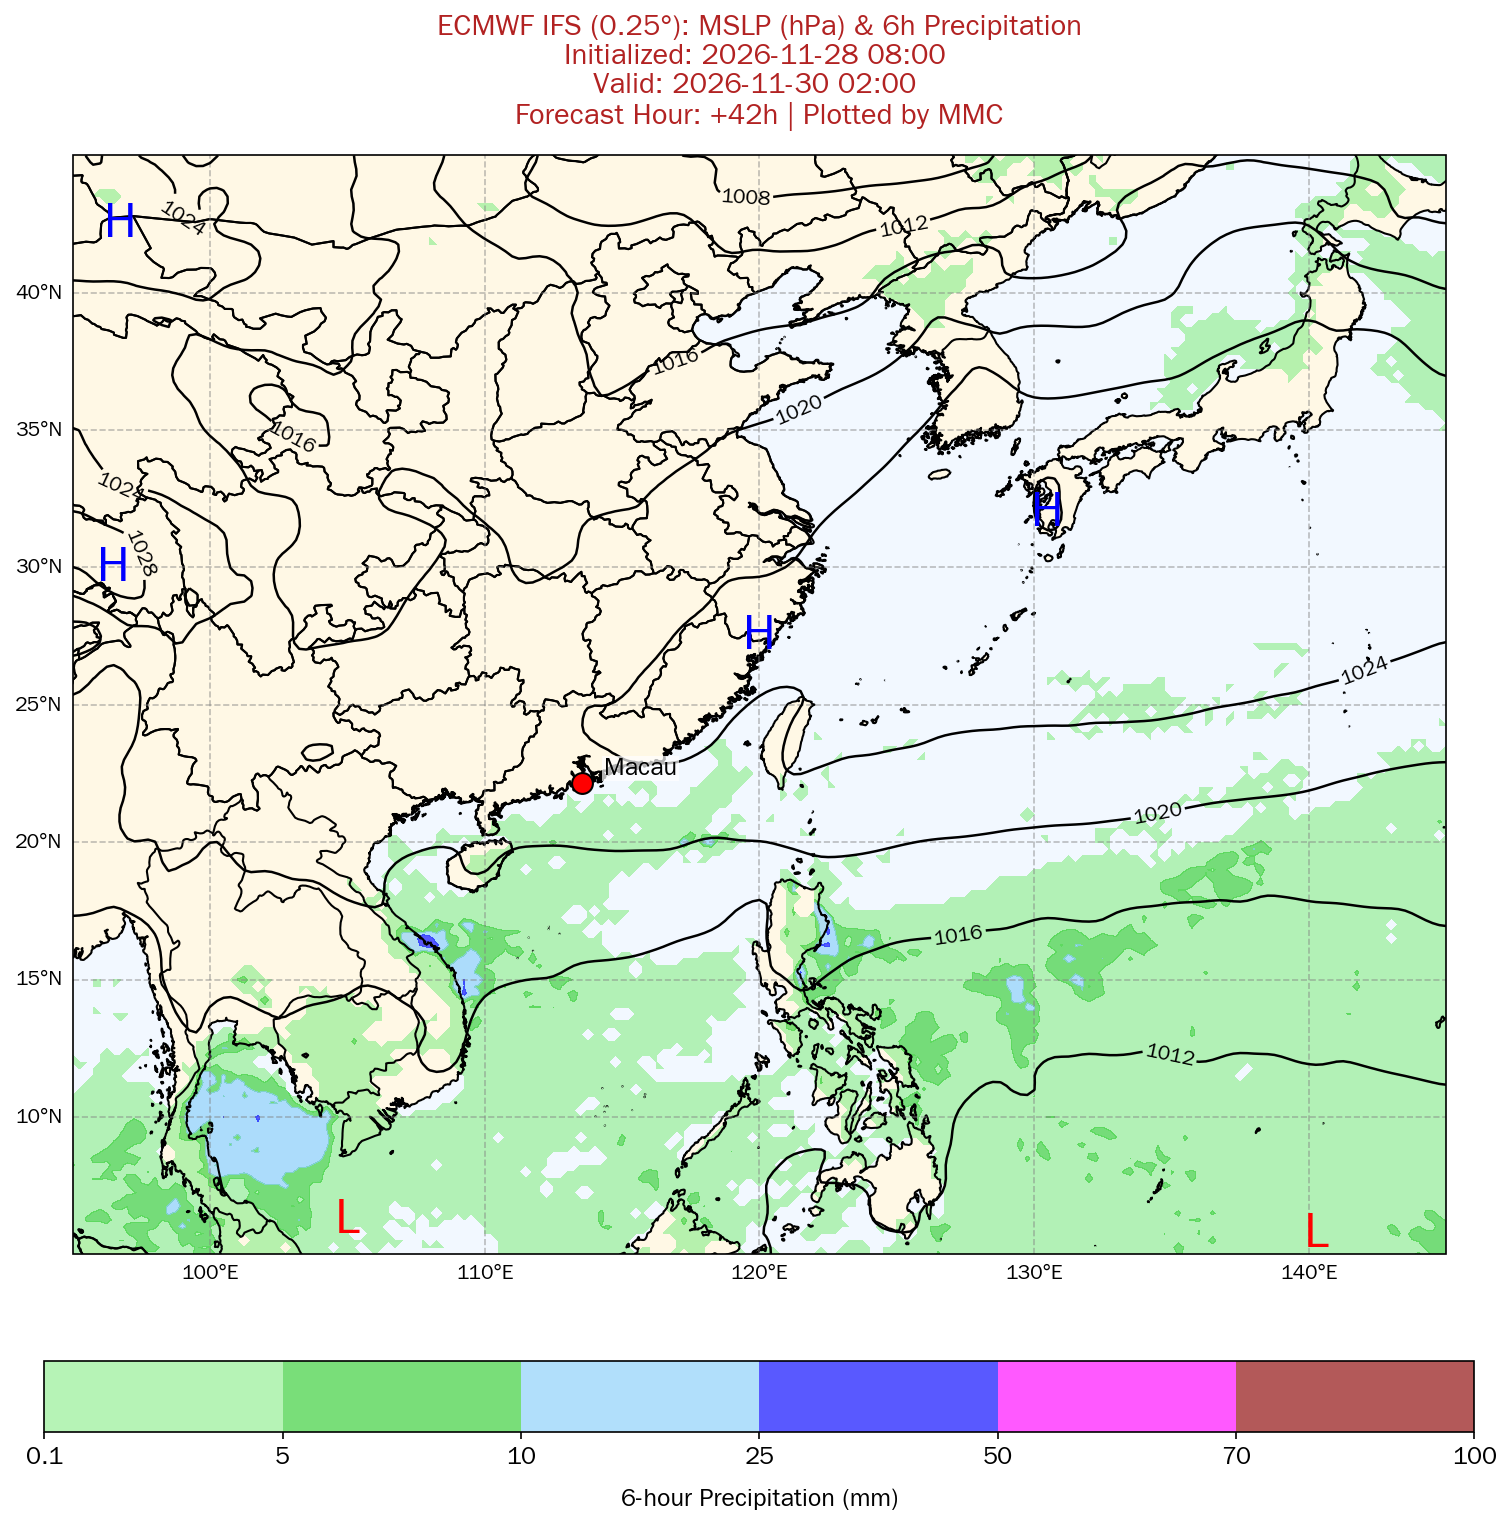 ECMWF IFS (0.25°): MSLP (hPa) & 6h Precipitation
Initialized: 2026-11-28 08:00
Valid: 2026-11-30 02:00
Forecast Hour: +42h | Plotted by MMC
1008
1012
1024
H
40°N
1016
1020
35°N
1016
1024
H
1028
H
30°N
H
1024
25°N
Macau
1020
20°N
1016
15°N
1012
10°N
L
L
100°E 110°E 120°E 130°E 140°E
0.1 5 10 25 50 70 100
6-hour Precipitation (mm)